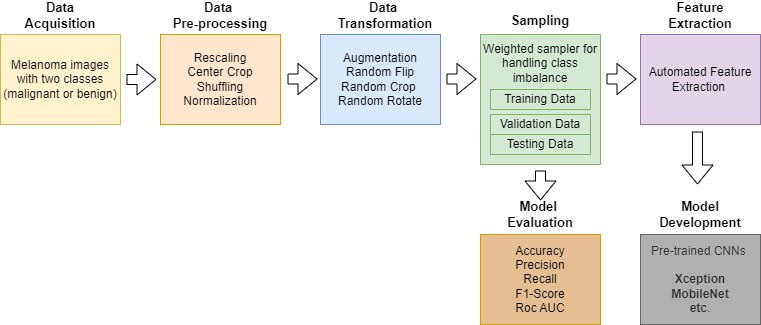 Data
Acquisition
Melanoma images
with two classes
(malignant or benign)
Data
Pre-processing
Rescaling
Center Crop
Shuffling
Normalization
Data
Transformation
Augmentation
Random Flip
Random Crop
Random Rotate
Sampling
Weighted sampler for
handling class
imbalance
Training Data
Validation Data
Testing Data
Feature
Extraction
Automated Feature
Extraction
Model
Evaluation
Accuracy
Precision
Recall
F1-Score
Roc AUC
Model
Development
Pre-trained CNNs
Xception
MobileNet
etc.